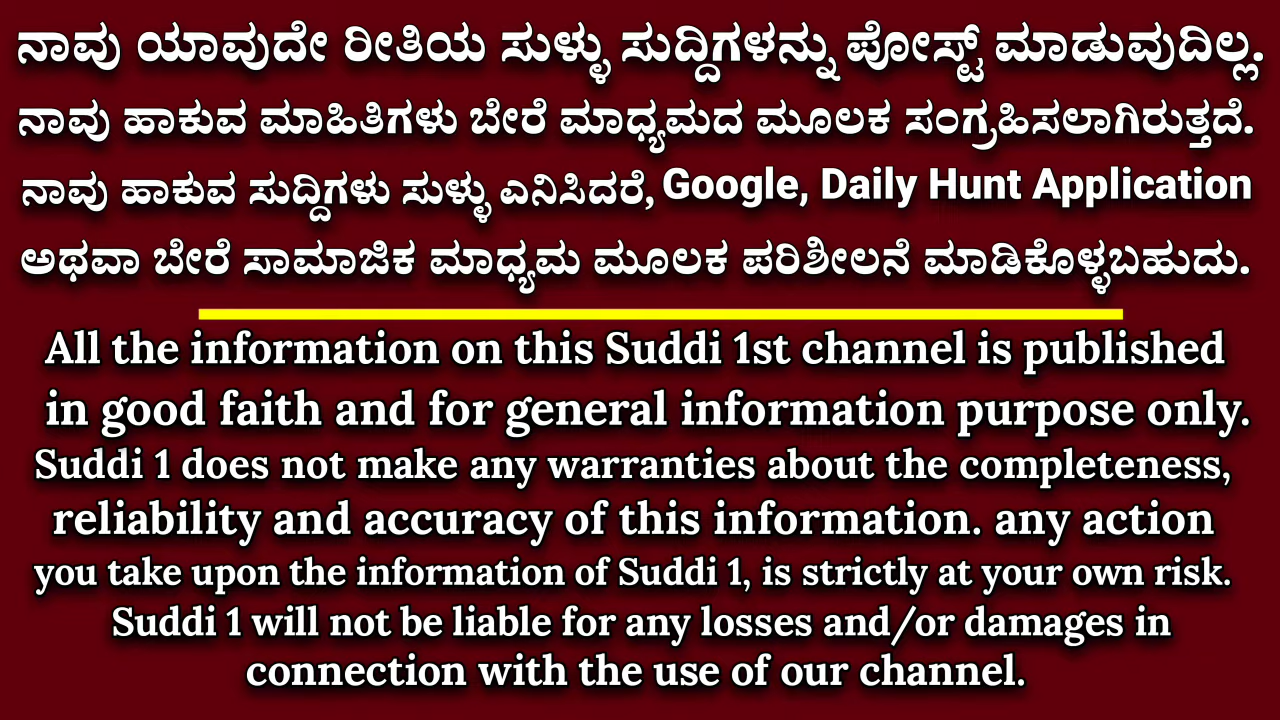 ನಾವು ಯಾವುದೇ ರೀತಿಯ ಸುಳ್ಳು ಸುದ್ದಿಗಳನ್ನು ಪೋಸ್ಟ್ ಮಾಡುವುದಿಲ್ಲ.
ನಾವು ಹಾಕುವ ಮಾಹಿತಿಗಳು ಬೇರೆ ಮಾಧ್ಯಮದ ಮೂಲಕ ಸಂಗ್ರಹಿಸಲಾಗಿರುತ್ತದೆ.
ನಾವು ಹಾಕುವ ಸುದ್ದಿಗಳು ಸುಳ್ಳು ಎನಿಸಿದರೆ, Google, Daily Hunt Application
ಅಥವಾ ಬೇರೆ ಸಾಮಾಜಿಕ ಮಾಧ್ಯಮ ಮೂಲಕ ಪರಿಶೀಲನೆ ಮಾಡಿಕೊಳ್ಳಬಹುದು.
All the information on this Suddi 1st channel is published
in good faith and for general information purpose only.
Suddi 1 does not make any warranties about the completeness,
reliability and accuracy of this information. any action
you take upon the information of Suddi 1, is strictly at your own risk.
Suddi 1 will not be liable for any losses and/or damages in
connection with the use of our channel.